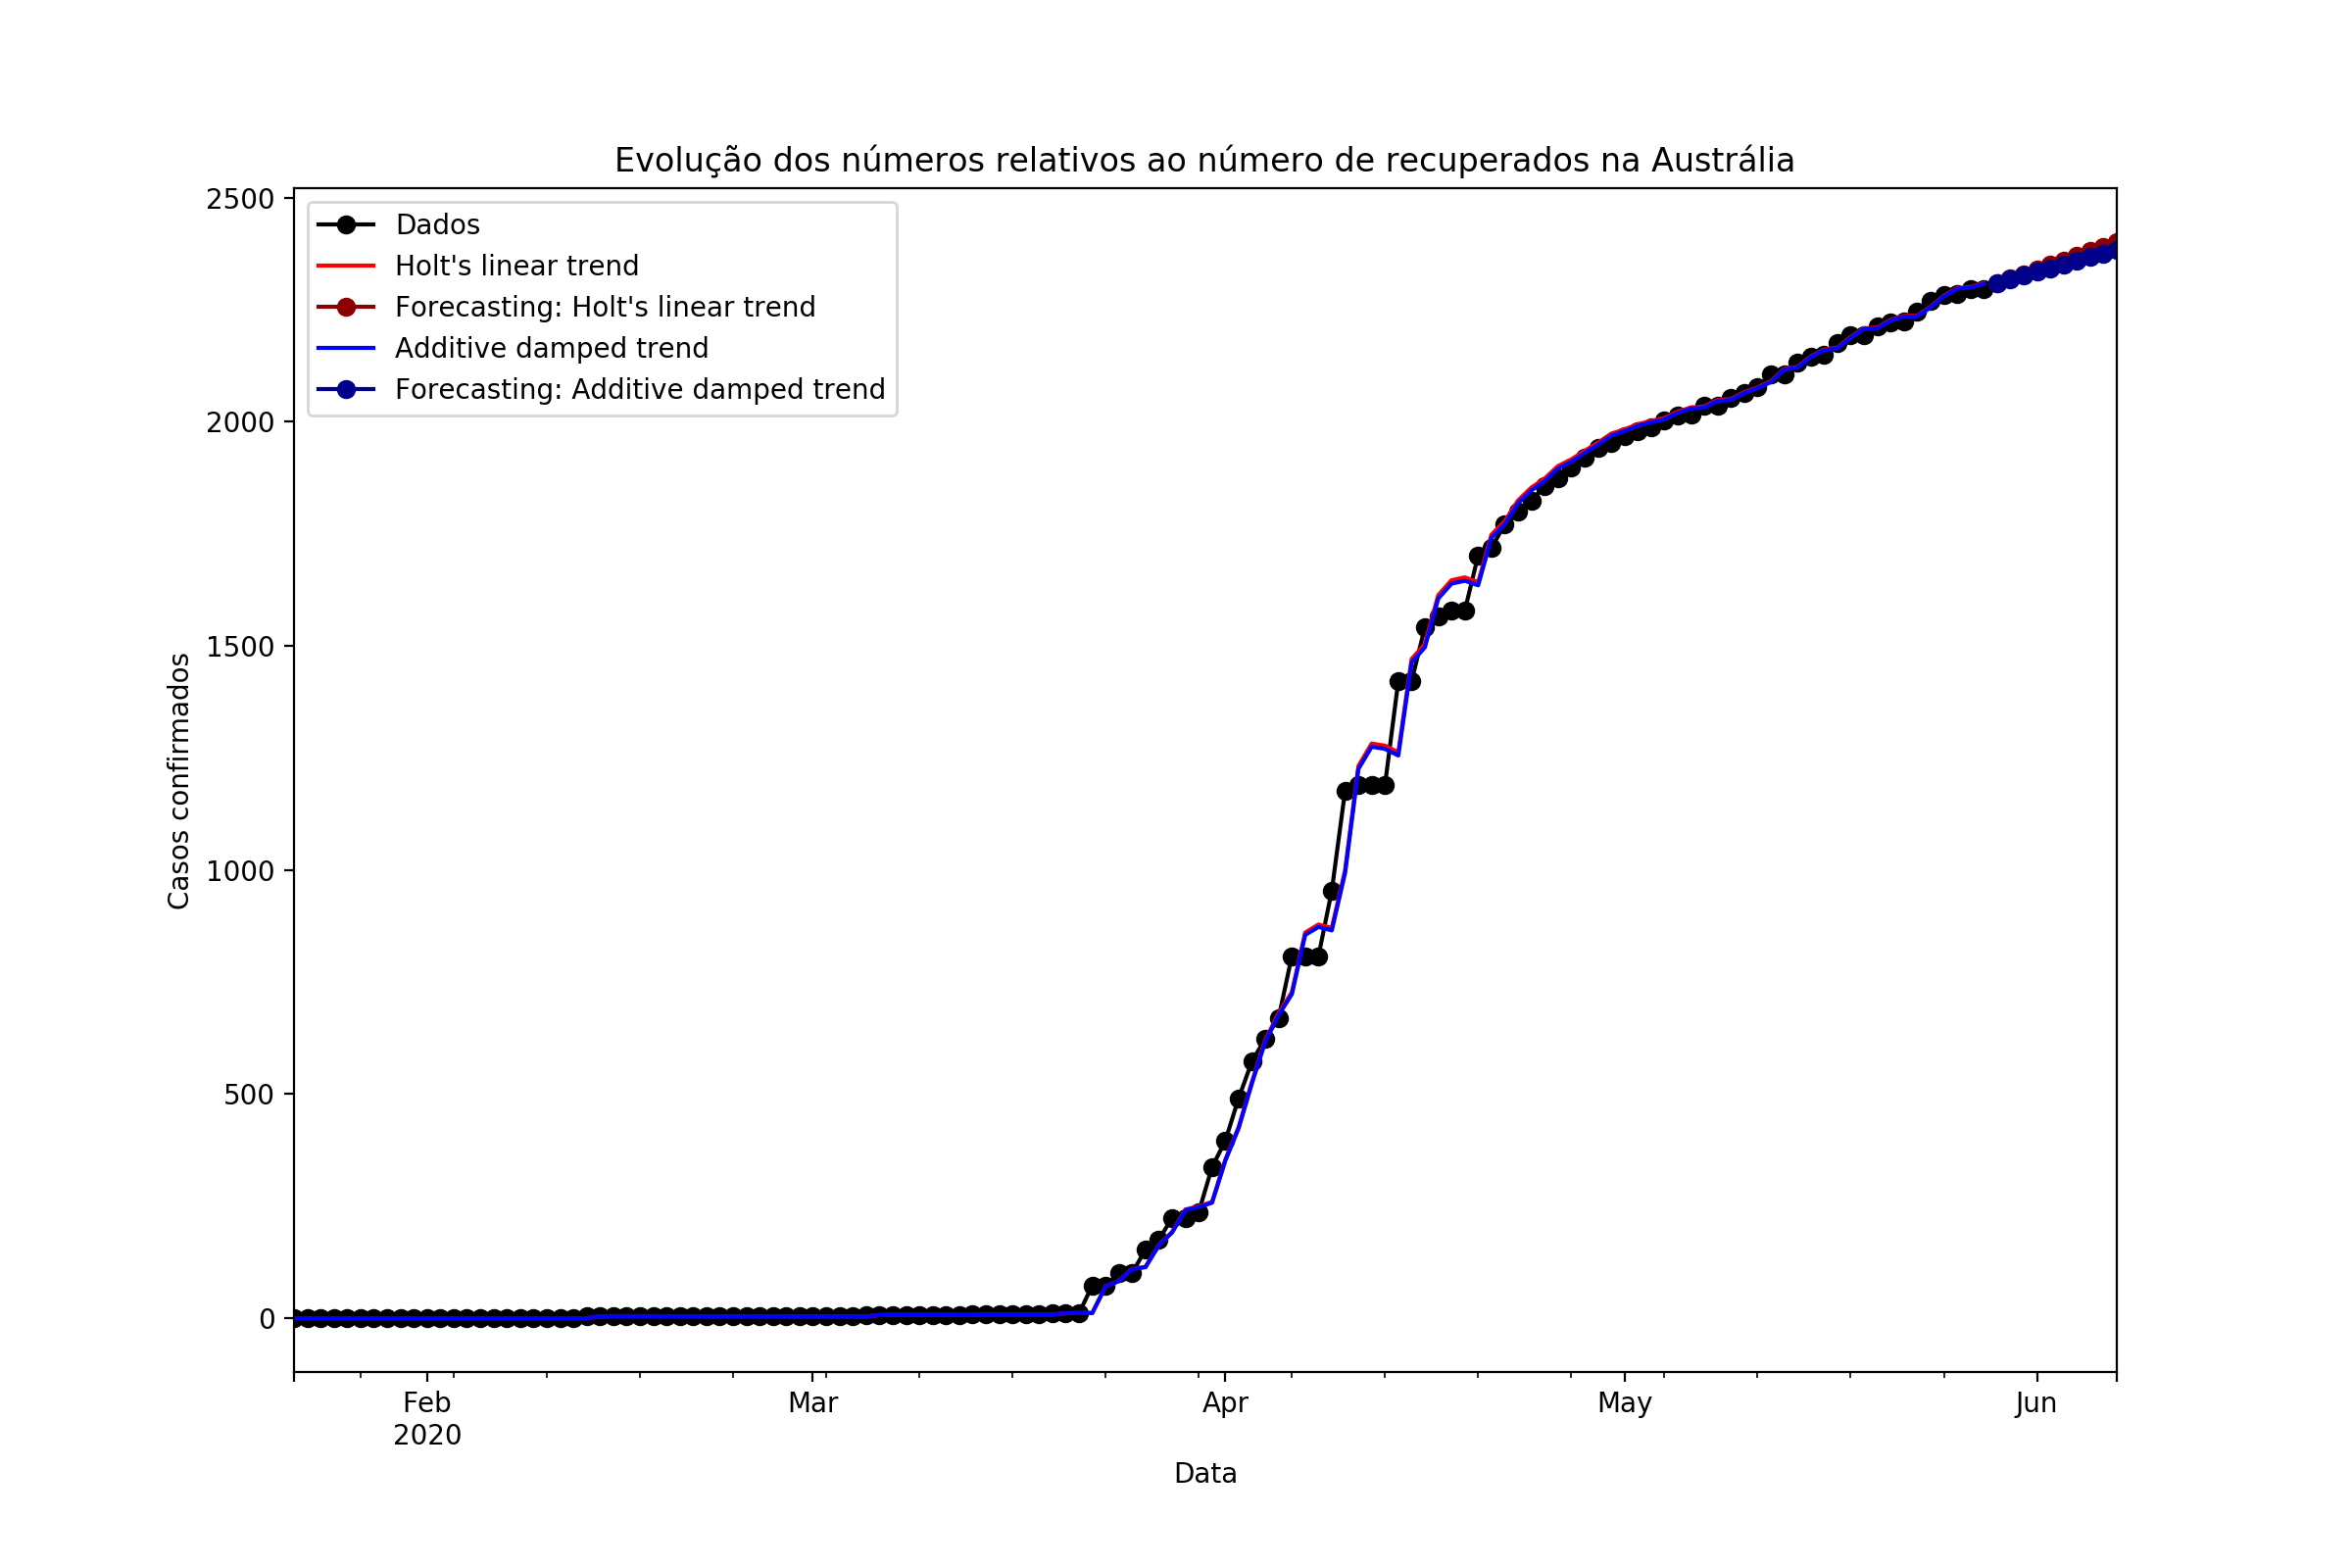 Evolução dos números relativos ao número de recuperados na Austrália
2500
2000
1500
1000
500
0
Casos confirmados
Dados
Holt's linear trend
Forecasting: Holt's linear trend
Additive damped trend
Forecasting: Additive damped trend
Feb
2020
Mar
Apr
May
Jun
Data